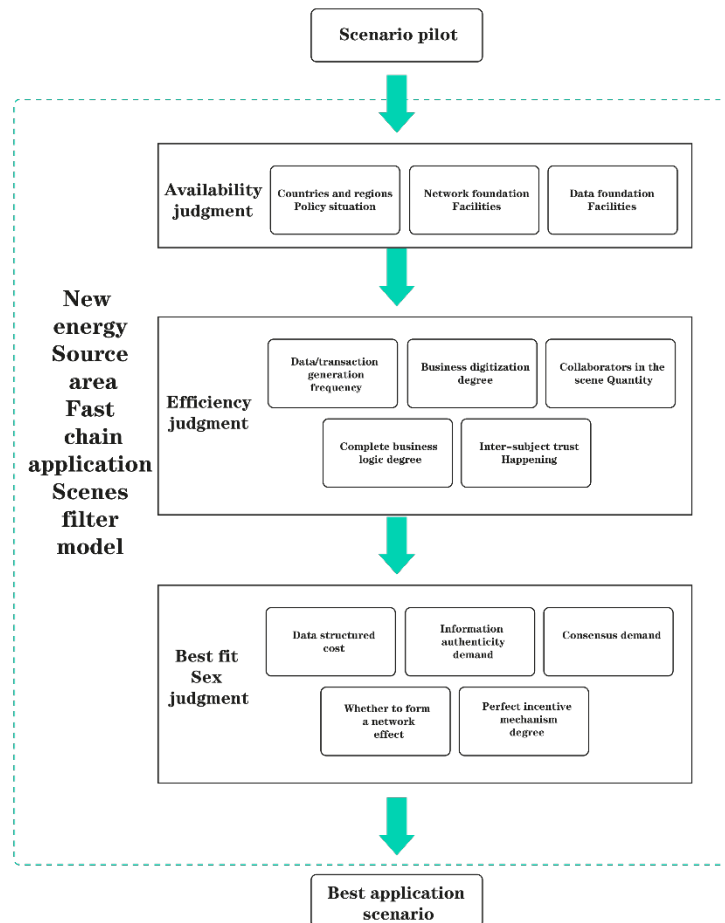 Scenario pilot
Availability
judgment
Countries and regions
Policy situation
Network foundation
Facilities
Data foundation
Facilities
New
energy
Source
area
Fast
chain
application
Scenes
filter
model
Efficiency
judgment
Data/transaction
generation
frequency
Business digitization
degree
Collaborators in the
scene Quantity
Complete business
logic degree
Inter-subject trust
Happening
Best fit
Sex
judgment
Data structured
cost
Information
authenticity
demand
Consensus demand
Whether to form
a network
effect
Perfect incentive
mechanism
degree
Best application
scenario